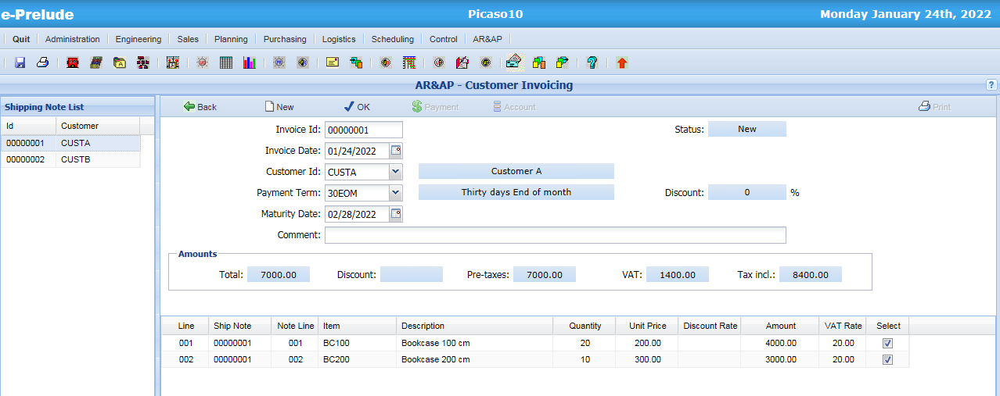 e-Prelude Picaso10 Monday January 24th, 2022
Quit Administration Engineering Sales Planning Purchasing Logistics Scheduling Control AR&AP
AR&AP - Customer Invoicing ?
Shipping Note List
Id Customer
00000001 CUSTA
00000002 CUSTB
Back New OK Payment Account Print
Invoice Id: 00000001 Status: New
Invoice Date: 01/24/2022
Customer Id: CUSTA Customer A
Payment Term: 30EOM Thirty days End of month Discount: 0 %
Maturity Date: 02/28/2022
Comment:
Amounts
Total: 7000.00 Discount: Pre-taxes: 7000.00 VAT: 1400.00 Tax incl.: 8400.00
Line Ship Note Note Line Item Description Quantity Unit Price Discount Rate Amount VAT Rate Select
001 00000001 001 BC100 Bookcase 100 cm 20 200.00 4000.00 20.00
002 00000001 002 BC200 Bookcase 200 cm 10 300.00 3000.00 20.00